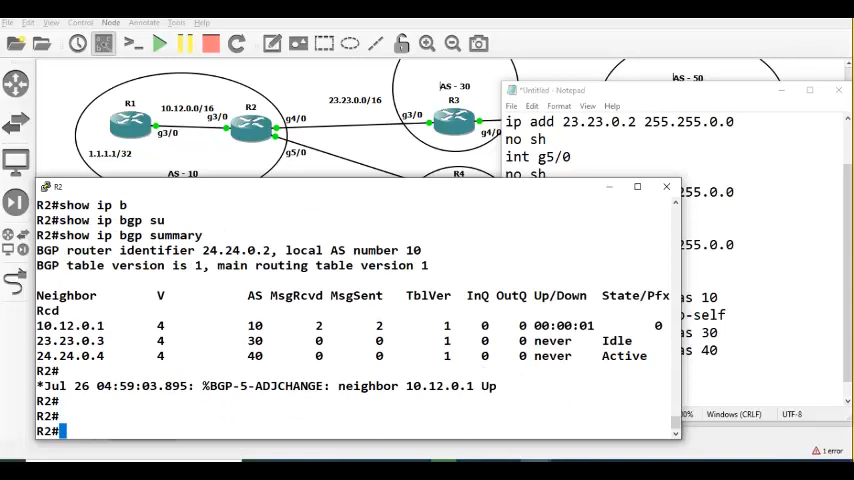 File Edit View Control Node Annotate Tools Help
AS - 30
AS - 50
R1
10.12.0.0/16
R2
g3/0
g3/0
g4/0
g5/0
1.1.1.1/32
AS - 10
23.23.0.0/16
g3/0
R3
g4/0
R4
*Untitled - Notepad
File Edit Format View Help
ip add 23.23.0.2 255.255.0.0
no sh
int g5/0
no sh
.255.0.0
.255.0.0
as 10
-self
as 30
as 40
00% Windows (CRLF) UTF-8
R2
R2#show ip b
R2#show ip bgp su
R2#show ip bgp summary
BGP router identifier 24.24.0.2, local AS number 10
BGP table version is 1, main routing table version 1
Neighbor V AS MsgRcvd MsgSent TblVer InQ OutQ Up/Down State/Pfx
Rcd
10.12.0.1 4 10 2 2 1 0 0 00:00:01 0
23.23.0.3 4 30 0 0 1 0 0 never Idle
24.24.0.4 4 40 0 0 1 0 0 never Active
R2#
*Jul 26 04:59:03.895: %BGP-5-ADJCHANGE: neighbor 10.12.0.1 Up
R2#
R2#
R2#
1 error